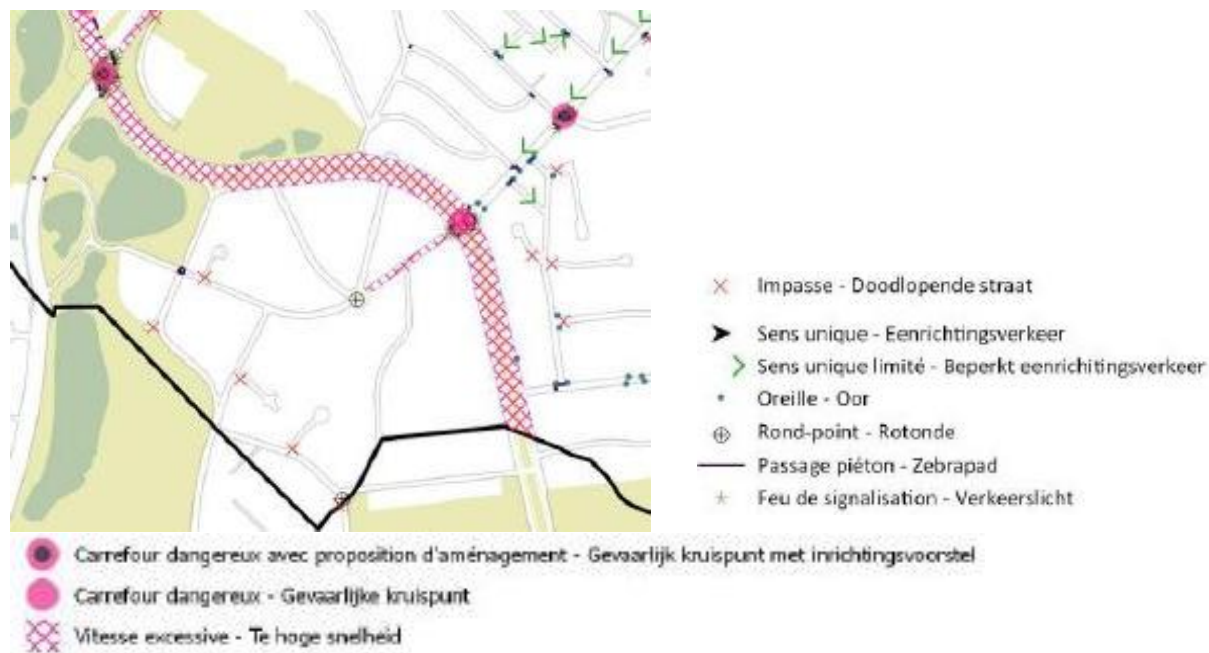 Impasse - Doodlopende straat
Sens unique - Eenrichtingsverkeer
Sens unique limité - Beperkt eenrichitingsverkeer
Oreille - Oor
Rond-point - Rotonde
Passage piéton - Zebrapad
Feu de signalisation - Verkeerslicht
Carrefour dangereux avec proposition d'aménagement - Gevaarlijk kruispunt met inrichtingsvoorstel
Carrefour dangereux - Gevaarlijke kruispunt
Vitesse excessive - Te hoge snelheid